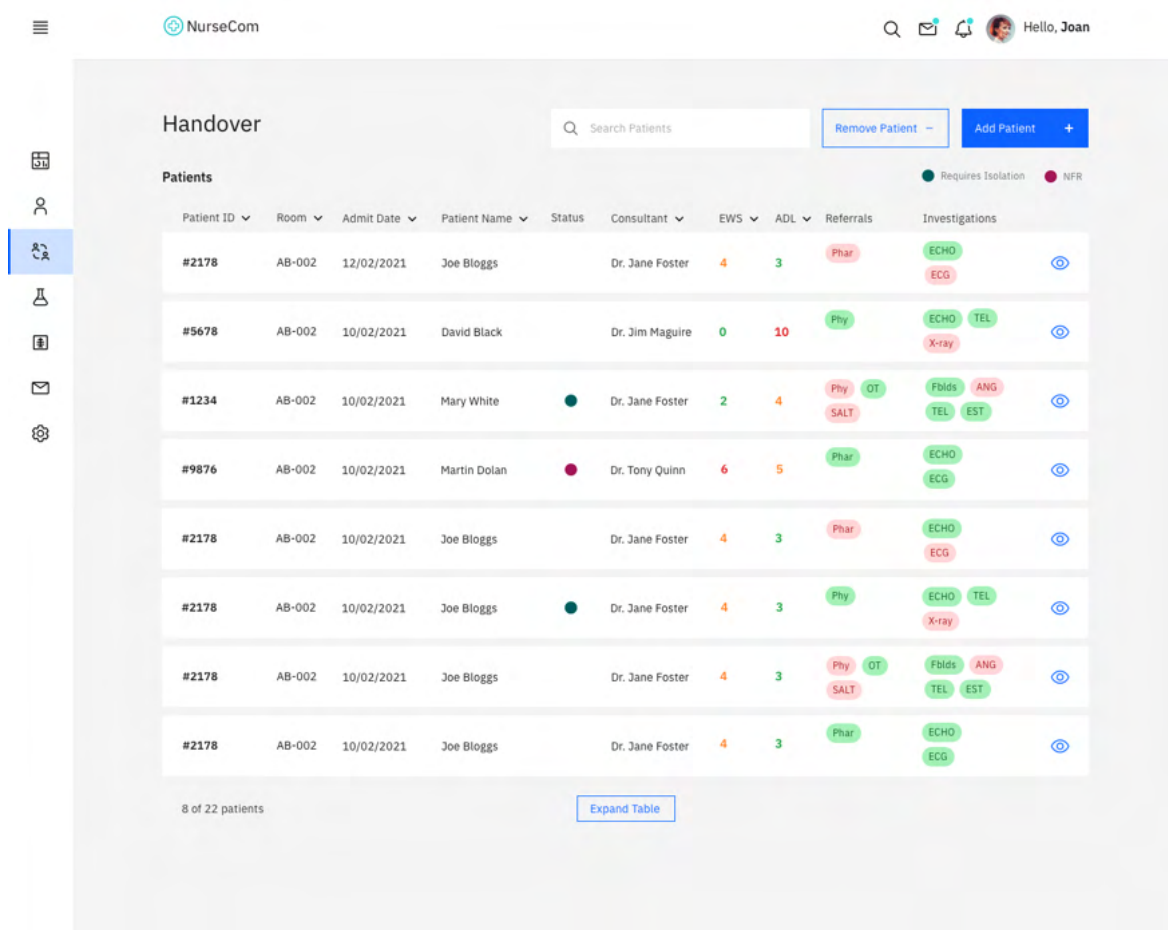 NurseCom
Hello, Joan
Handover
Search Patients
Remove Patient −
Add Patient +
Patients
Requires Isolation
NFR
Patient ID Room Admit Date Patient Name Status Consultant EWS ADL Referrals Investigations
#2178 AB-002 12/02/2021 Joe Bloggs Dr. Jane Foster 4 3 Phar ECHO
ECG
#5678 AB-002 10/02/2021 David Black Dr. Jim Maguire 0 10 Phy ECHO TEL
X-ray
#1234 AB-002 10/02/2021 Mary White Dr. Jane Foster 2 4 Phy OT Fblds ANG
SALT TEL EST
#9876 AB-002 10/02/2021 Martin Dolan Dr. Tony Quinn 6 5 Phar ECHO
ECG
#2178 AB-002 10/02/2021 Joe Bloggs Dr. Jane Foster 4 3 Phar ECHO
ECG
#2178 AB-002 10/02/2021 Joe Bloggs Dr. Jane Foster 4 3 Phy ECHO TEL
X-ray
#2178 AB-002 10/02/2021 Joe Bloggs Dr. Jane Foster 4 3 Phy OT Fblds ANG
SALT TEL EST
#2178 AB-002 10/02/2021 Joe Bloggs Dr. Jane Foster 4 3 Phar ECHO
ECG
8 of 22 patients
Expand Table